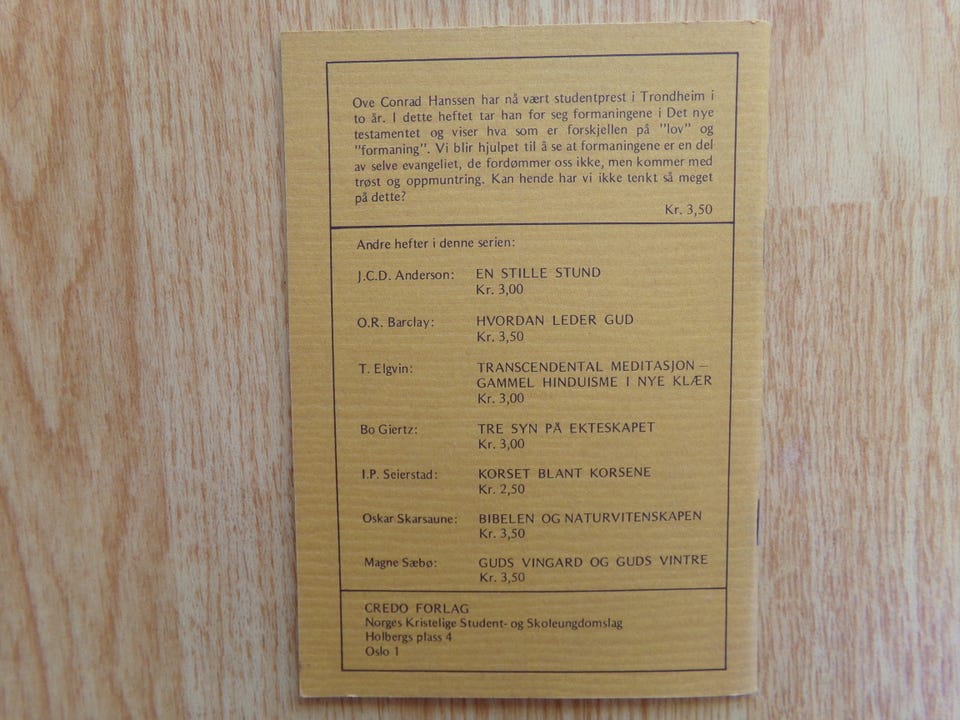 Ove Conrad Hanssen har nå vært studentprest i Trondheim i
to år. I dette heftet tar han for seg formaningene i Det nye
testamentet og viser hva som er forskjellen på "lov" og
"formaning". Vi blir hjulpet til å se at formaningene er en del
av selve evangeliet, de fordømmer oss ikke, men kommer med
trøst og oppmuntring. Kan hende har vi ikke tenkt så meget
på dette?
Kr. 3,50
Andre hefter i denne serien:
J.C.D. Anderson: EN STILLE STUND
Kr. 3,00
O.R. Barclay: HVORDAN LEDER GUD
Kr. 3,50
T. Elgvin: TRANSCENDENTAL MEDITASJON –
GAMMEL HINDUISME I NYE KLÆR
Kr. 3,00
Bo Giertz: TRE SYN PÅ EKTESKAPET
Kr. 3,00
I.P. Seierstad: KORSET BLANT KORSENE
Kr. 2,50
Oskar Skarsaune: BIBELEN OG NATURVITENSKAPEN
Kr. 3,50
Magne Sæbø: GUDS VINGARD OG GUDS VINTRE
Kr. 3,50
CREDO FORLAG
Norges Kristelige Student- og Skoleungdomslag
Holbergs plass 4
Oslo 1